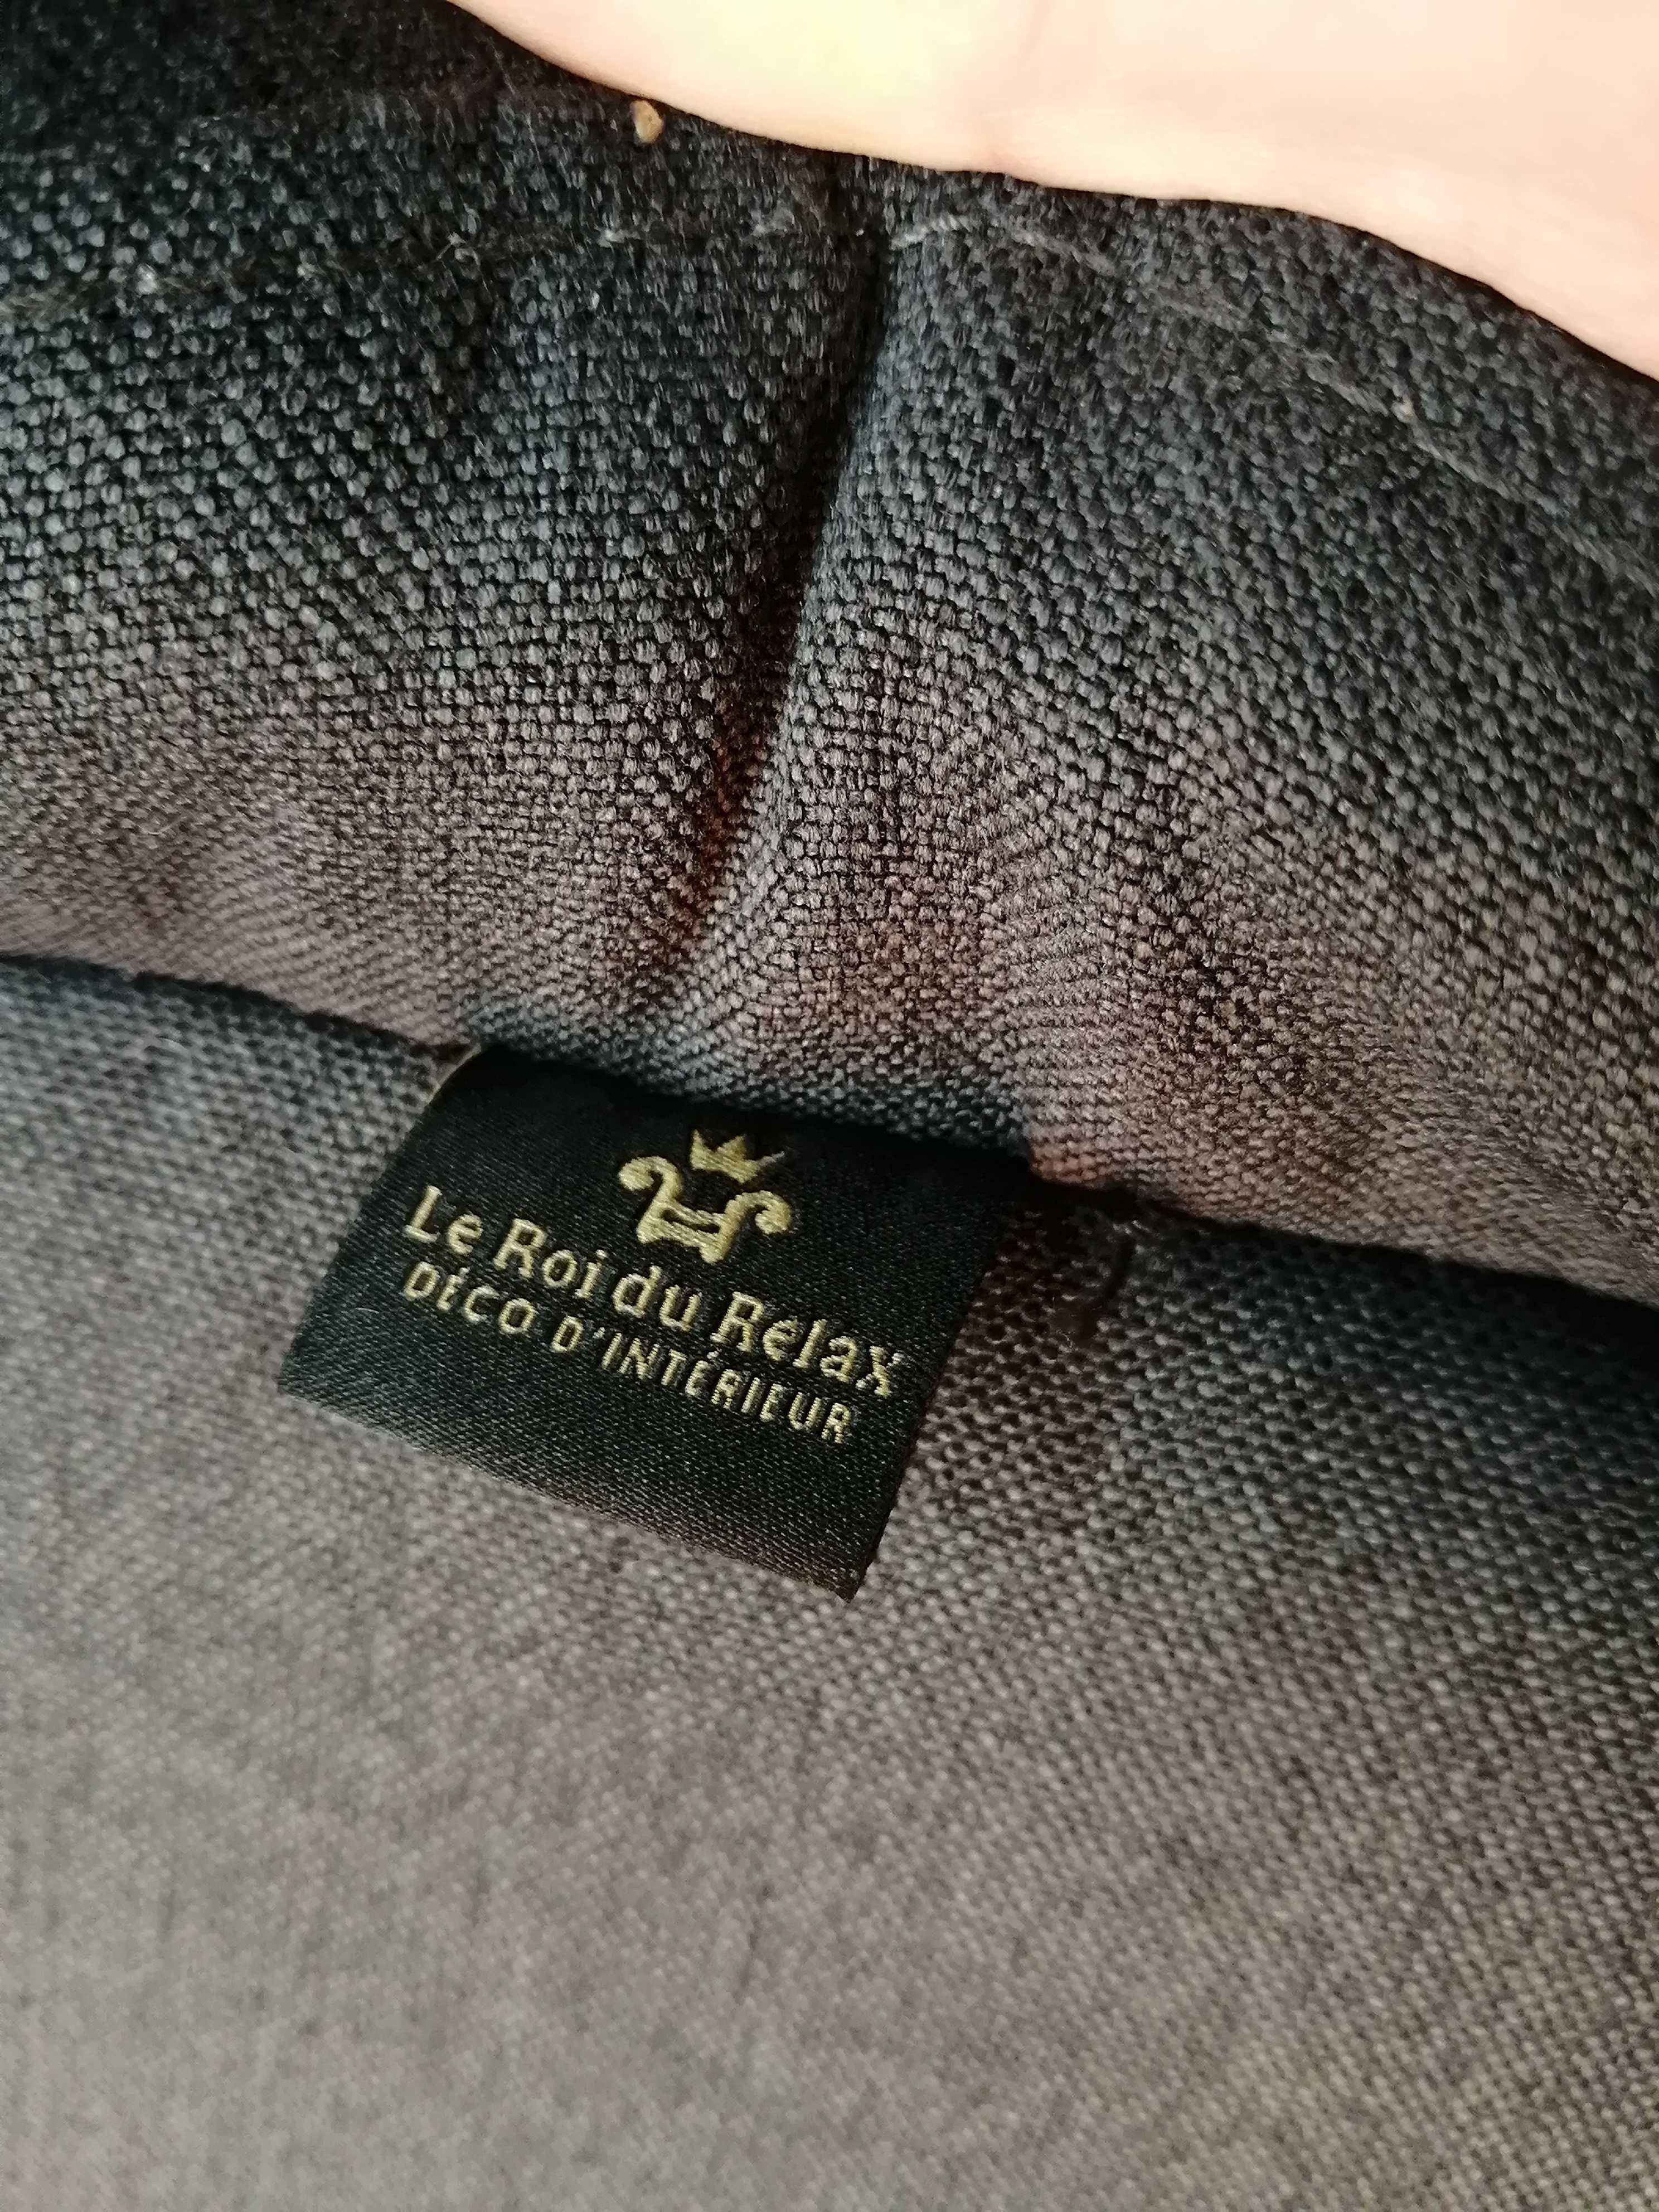 Le Roi du Relax
DÉCO D'INTÉRIEUR